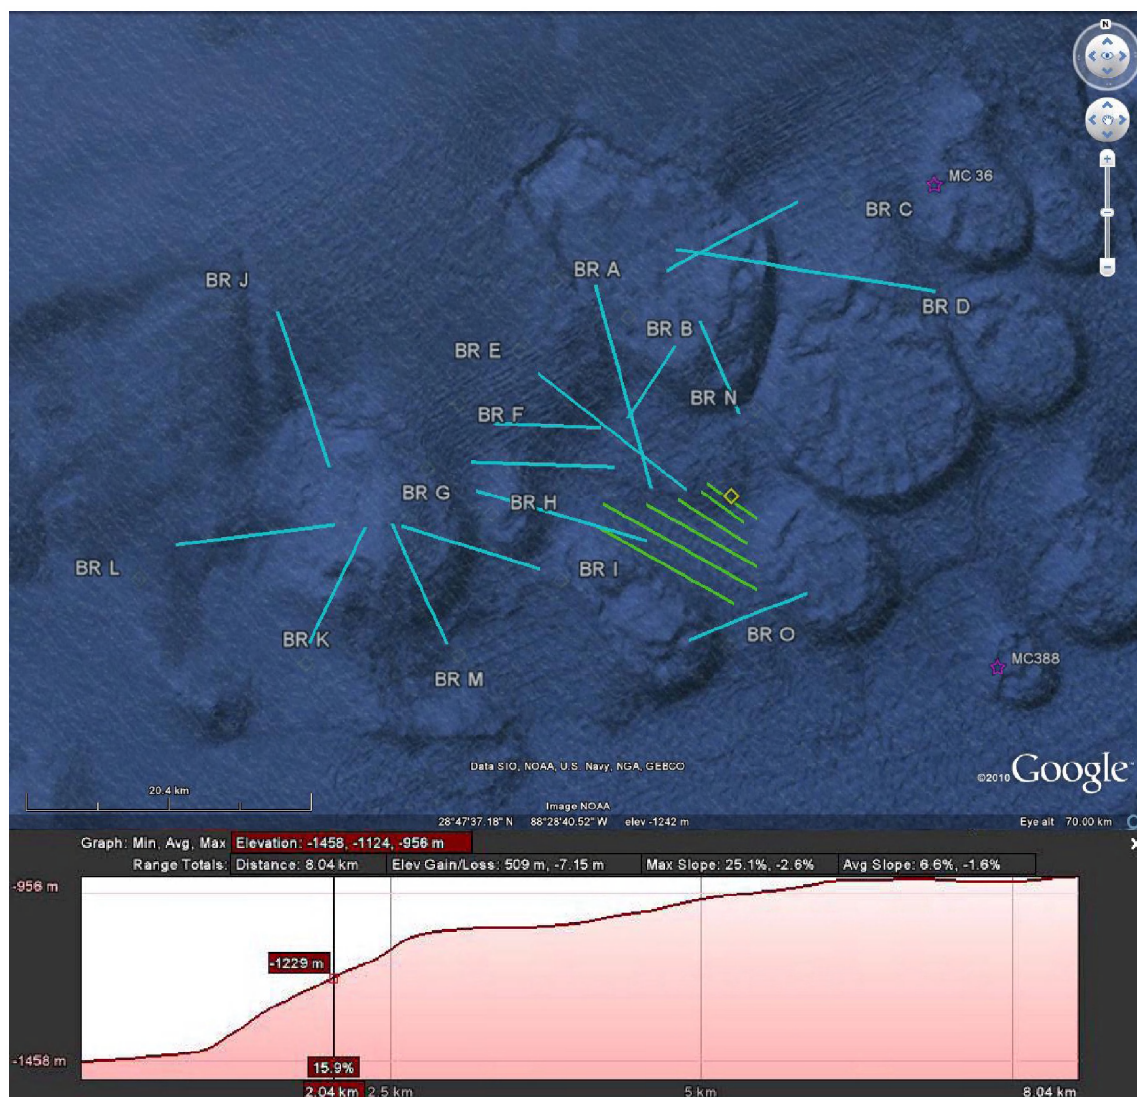 N
MC 36
BR C
BR A
BR J
BR D
BR B
BR E
BR N
BR F
BR G
BR H
BR L
BR I
BR O
BR K
MC388
BR M
Data SIO, NOAA, U.S. Navy, NGA, GEBCO
©2010 Google
20.4 km
Image NOAA
28°47'37.18" N 88°28'40.52" W elev -1242 m Eye alt 70.00 km
Graph: Min, Avg, Max Elevation: -1458, -1124, -956 m
Range Totals: Distance: 8.04 km Elev Gain/Loss: 509 m, -7.15 m Max Slope: 25.1%, -2.6% Avg Slope: 6.6%, -1.6%
-956 m
-1229 m
-1458 m
15.9%
2.04 km 2.5 km 5 km 8.04 km